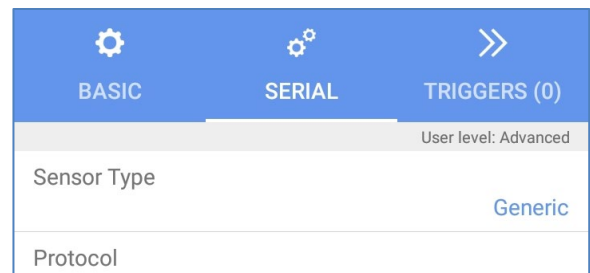 BASIC SERIAL TRIGGERS (0)
User level: Advanced
Sensor Type
Generic
Protocol